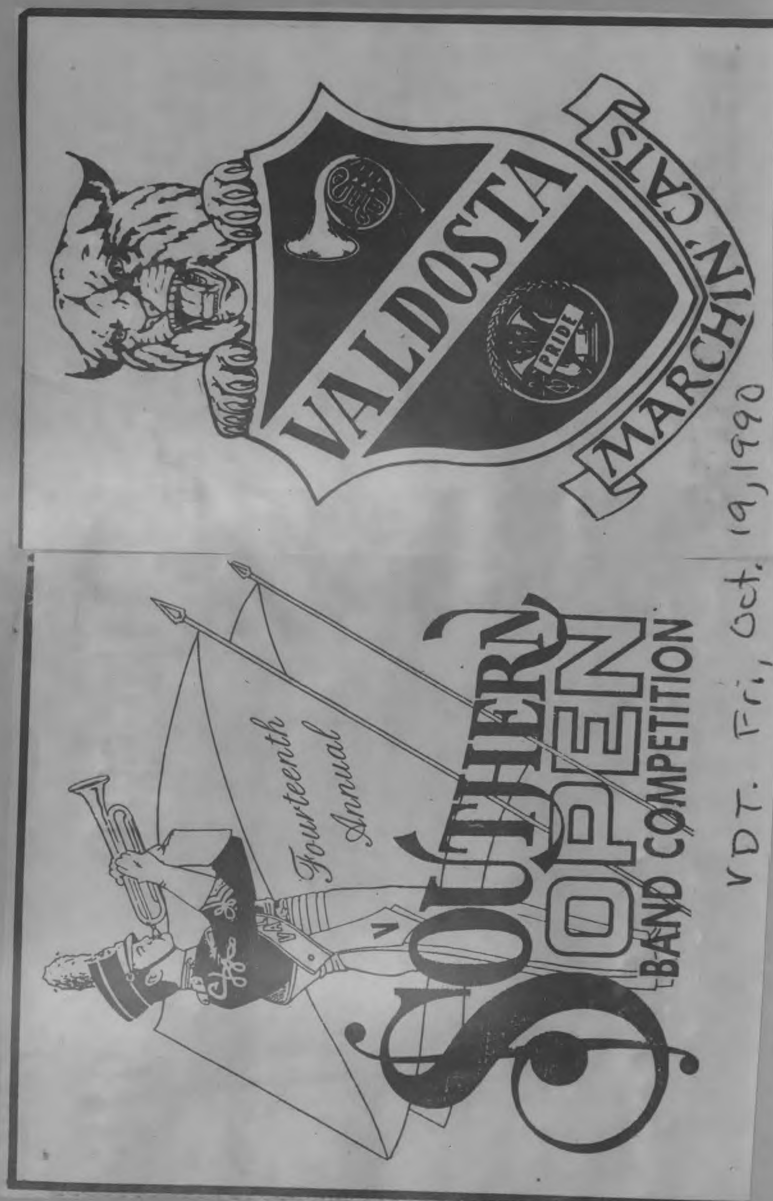 Fourteenth
Annual
SOUTHERN
OPEN
BAND COMPETITION
V
VALDOSTA
PRIDE
MARCHIN' CATS
VDT. Fri, Oct. 19, 1990